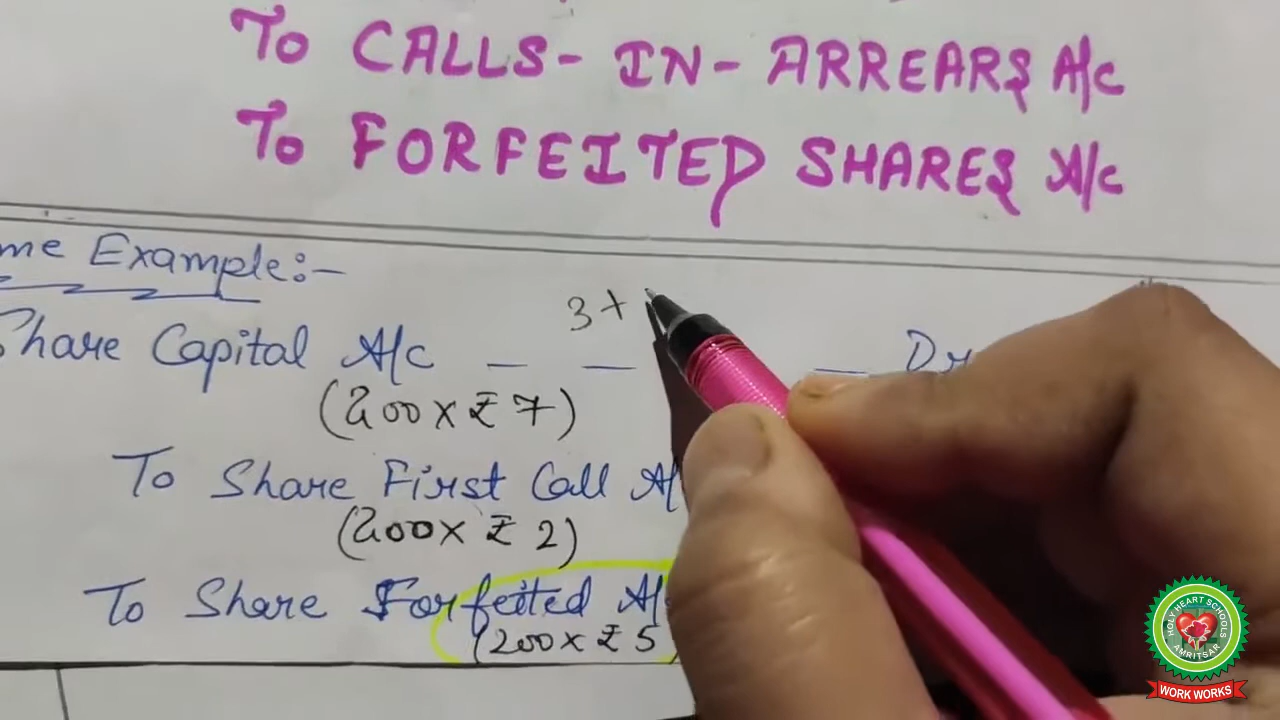 To CALLS-IN-ARREARS A/c
To FORFEITED SHARES A/c
me Example:-
3 +
Share Capital A/c _ _ _ Dr
(200 x ₹ 7)
To Share First Call A/
(200 x ₹ 2)
To Share Forfeited A/
(200 x ₹ 5
HOLY HEART SCHOOLS
AMRITSAR
WORK WORKS